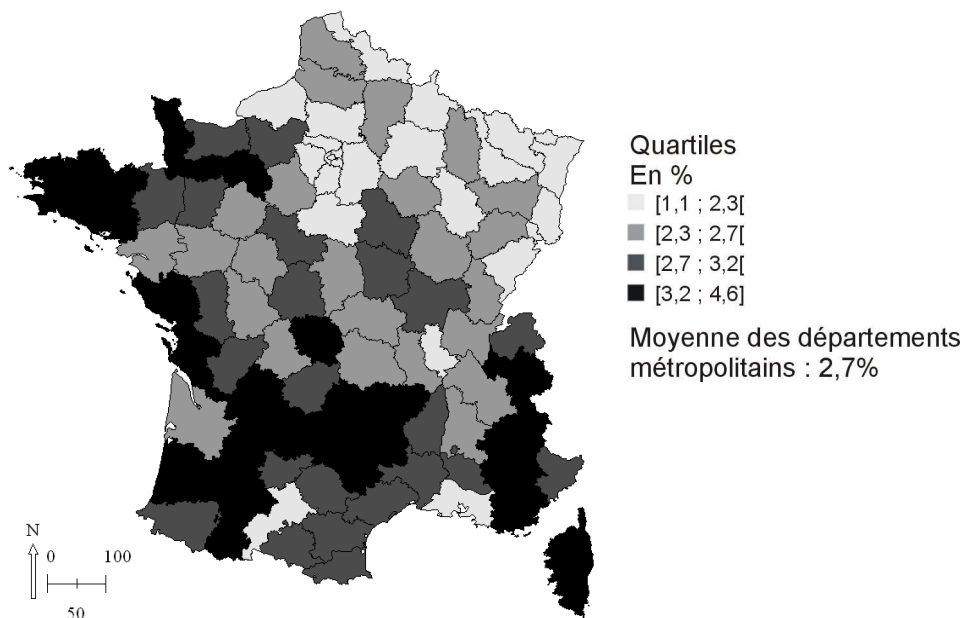 Quartiles
En %
[1,1 ; 2,3[
[2,3 ; 2,7[
[2,7 ; 3,2[
[3,2 ; 4,6]
Moyenne des départements
métropolitains : 2,7%
N
0 100
50